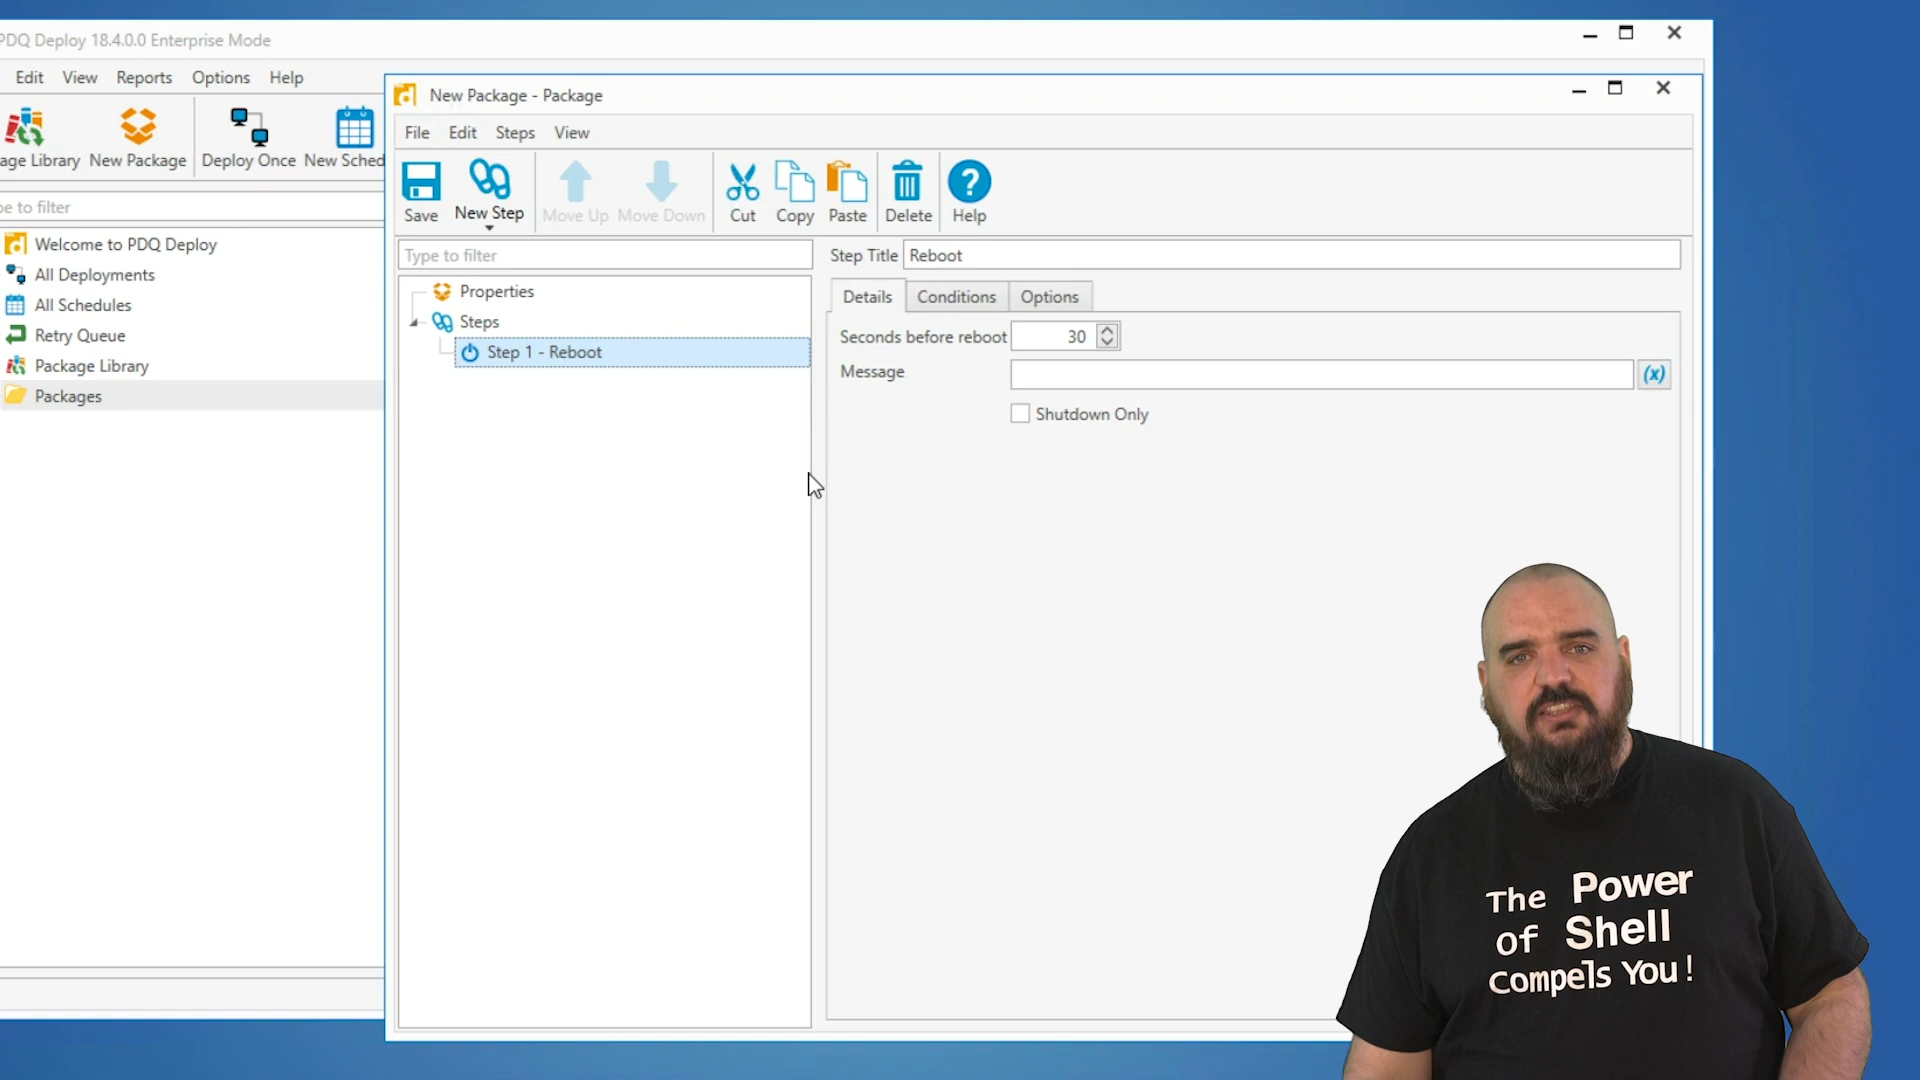 PDQ Deploy 18.4.0.0 Enterprise Mode
Edit View Reports Options Help
age Library New Package Deploy Once New Sched
e to filter
Welcome to PDQ Deploy
All Deployments
All Schedules
Retry Queue
Package Library
Packages
New Package - Package
File Edit Steps View
Save New Step Move Up Move Down Cut Copy Paste Delete Help
Type to filter
Properties
Steps
Step 1 - Reboot
Step Title Reboot
Details Conditions Options
Seconds before reboot 30
Message (x)
Shutdown Only
The Power
of Shell
Compels You!